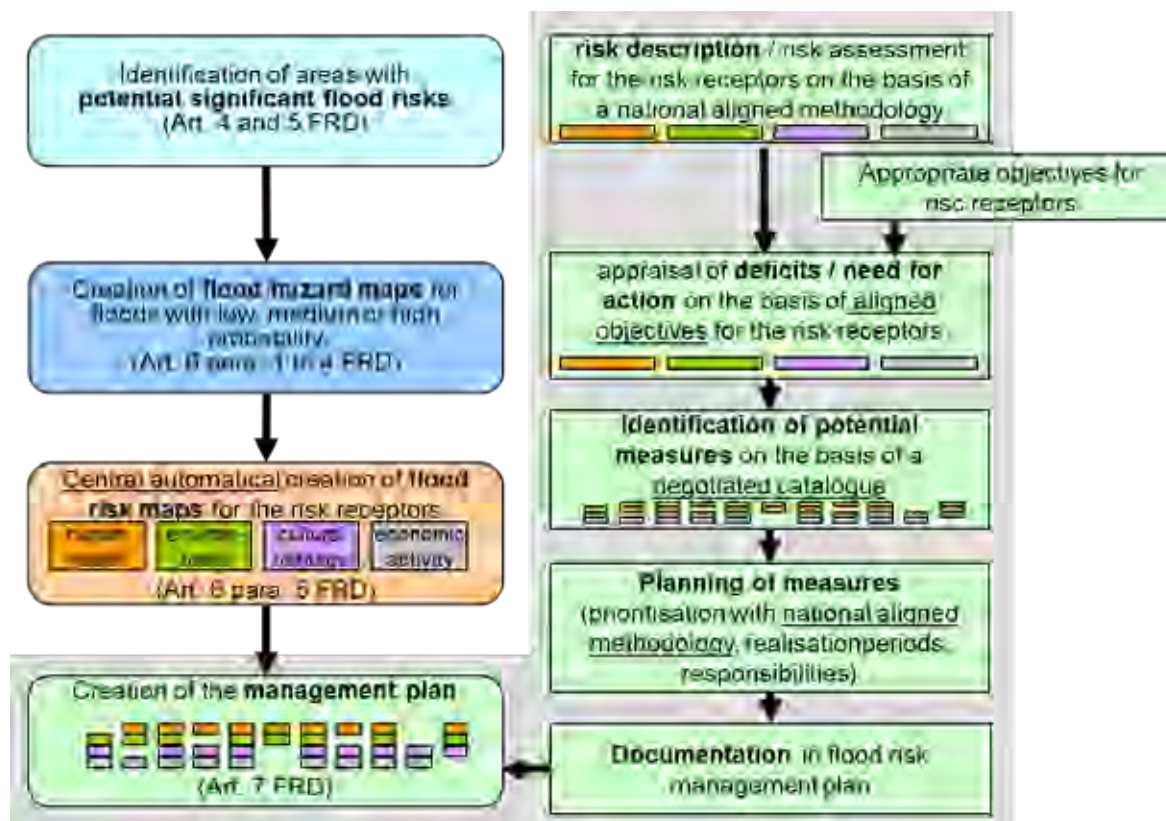 Identification of areas with
potential significant flood risks
(Art. 4 and 5 FRD)
Creation of flood hazard maps for
floods with low, medium or high
probability
(Art. 6 para. 1 to 4 FRD)
Central automatical creation of flood
risk maps for the risk receptors
human
cultural
economic
activity
(Art. 6 para. 5 FRD)
Creation of the management plan
(Art. 7 FRD)
risk description / risk assessment
for the risk receptors on the basis of
a national aligned methodology
Appropriate objectives for
risc receptors
appraisal of deficits / need for
action on the basis of aligned
objectives for the risk receptors
Identification of potential
measures on the basis of a
negotiated catalogue
Planning of measures
(prioritisation with national aligned
methodology, realisationperiods,
responsibilities)
Documentation in flood risk
management plan